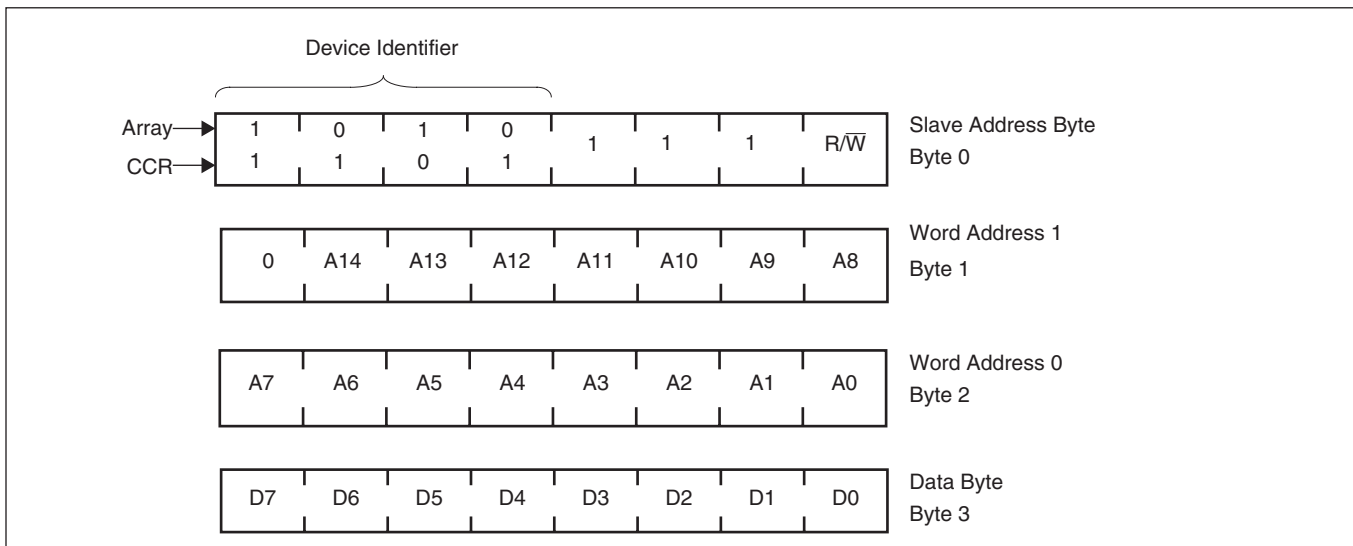 Device Identifier
Array 1 0 1 0 1 1 1 R/W̅ Slave Address Byte
CCR 1 1 0 1 Byte 0
0 A14 A13 A12 A11 A10 A9 A8 Word Address 1
Byte 1
A7 A6 A5 A4 A3 A2 A1 A0 Word Address 0
Byte 2
D7 D6 D5 D4 D3 D2 D1 D0 Data Byte
Byte 3